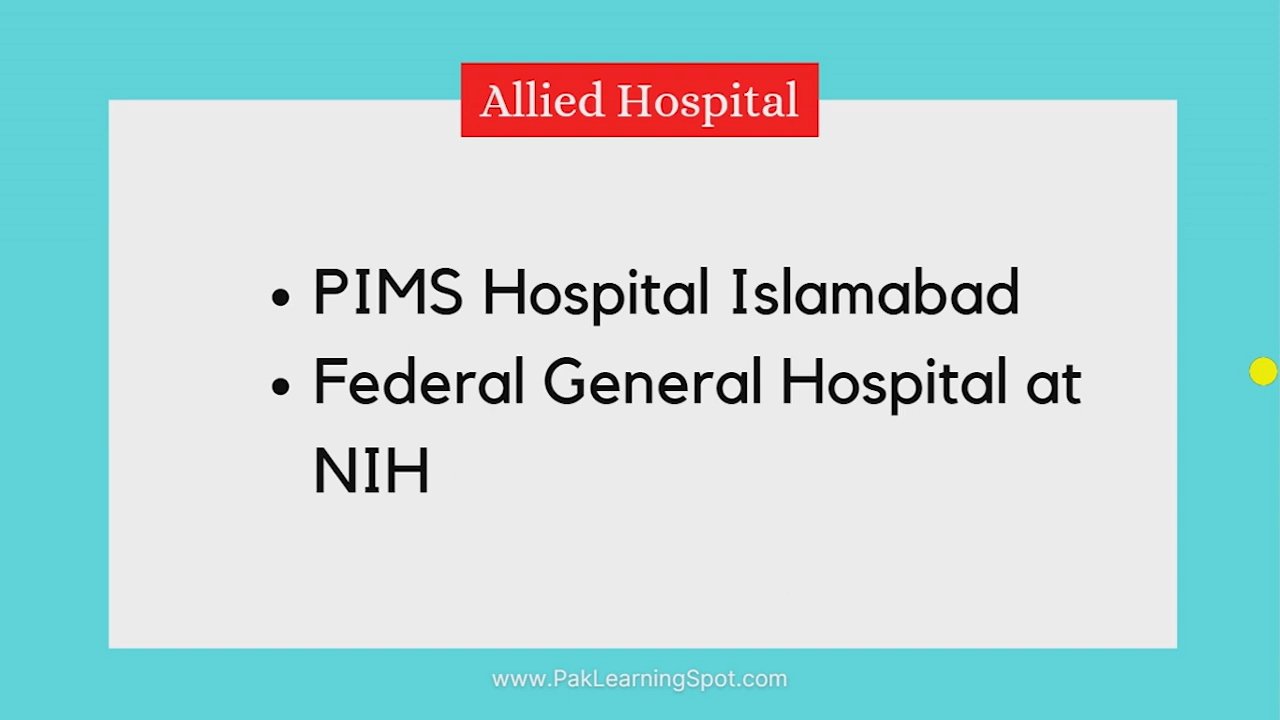 Allied Hospital
• PIMS Hospital Islamabad
• Federal General Hospital at
NIH
www.PakLearningSpot.com